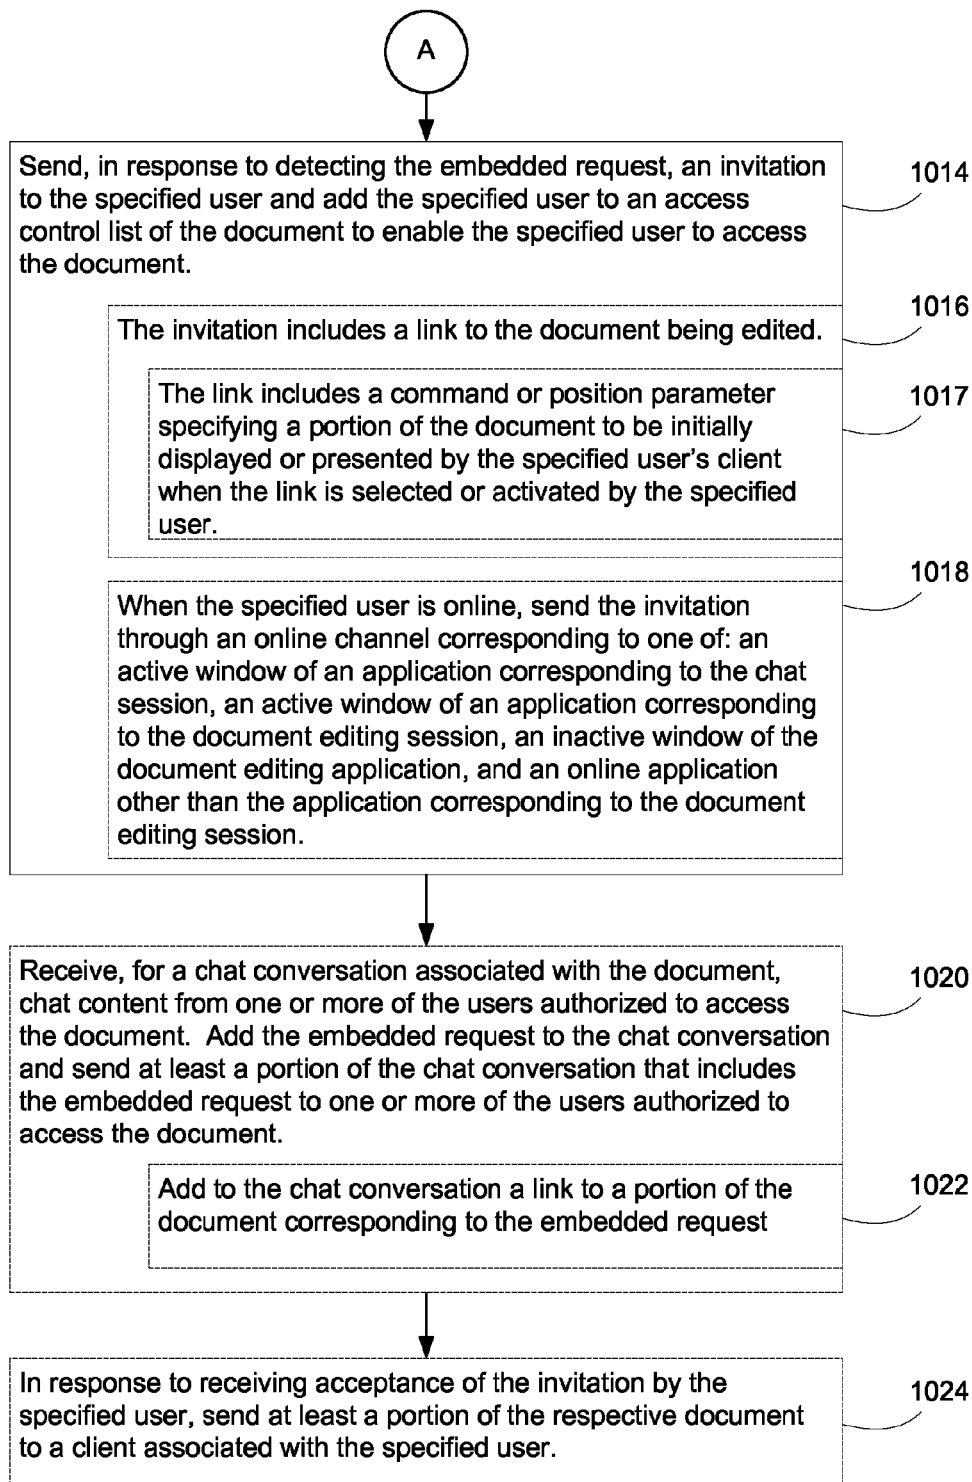 A
Send, in response to detecting the embedded request, an invitation
to the specified user and add the specified user to an access
control list of the document to enable the specified user to access
the document.
1014
The invitation includes a link to the document being edited.
1016
The link includes a command or position parameter
specifying a portion of the document to be initially
displayed or presented by the specified user's client
when the link is selected or activated by the specified
user.
1017
When the specified user is online, send the invitation
through an online channel corresponding to one of: an
active window of an application corresponding to the chat
session, an active window of an application corresponding
to the document editing session, an inactive window of the
document editing application, and an online application
other than the application corresponding to the document
editing session.
1018
Receive, for a chat conversation associated with the document,
chat content from one or more of the users authorized to access
the document.  Add the embedded request to the chat conversation
and send at least a portion of the chat conversation that includes
the embedded request to one or more of the users authorized to
access the document.
1020
Add to the chat conversation a link to a portion of the
document corresponding to the embedded request
1022
In response to receiving acceptance of the invitation by the
specified user, send at least a portion of the respective document
to a client associated with the specified user.
1024